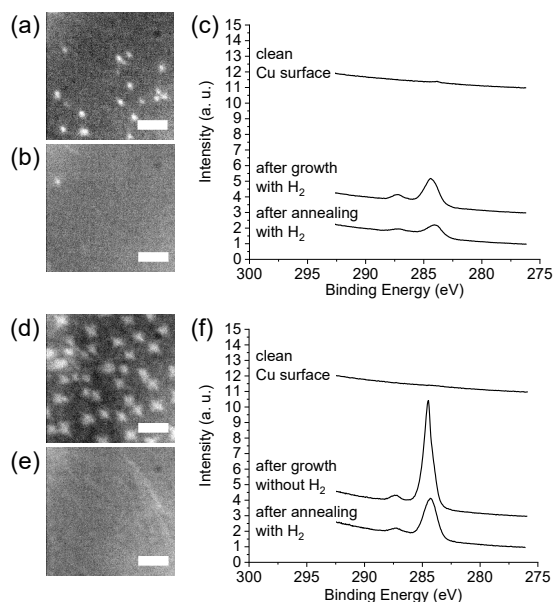 (a)
(b)
(c)
15
14
13
12
11
10
9
8
7
6
5
4
3
2
1
0
Intensity (a. u.)
clean
Cu surface
after growth
with H₂
after annealing
with H₂
300 295 290 285 280 275
Binding Energy (eV)
(d)
(e)
(f)
15
14
13
12
11
10
9
8
7
6
5
4
3
2
1
0
Intensity (a. u.)
clean
Cu surface
after growth
without H₂
after annealing
with H₂
300 295 290 285 280 275
Binding Energy (eV)